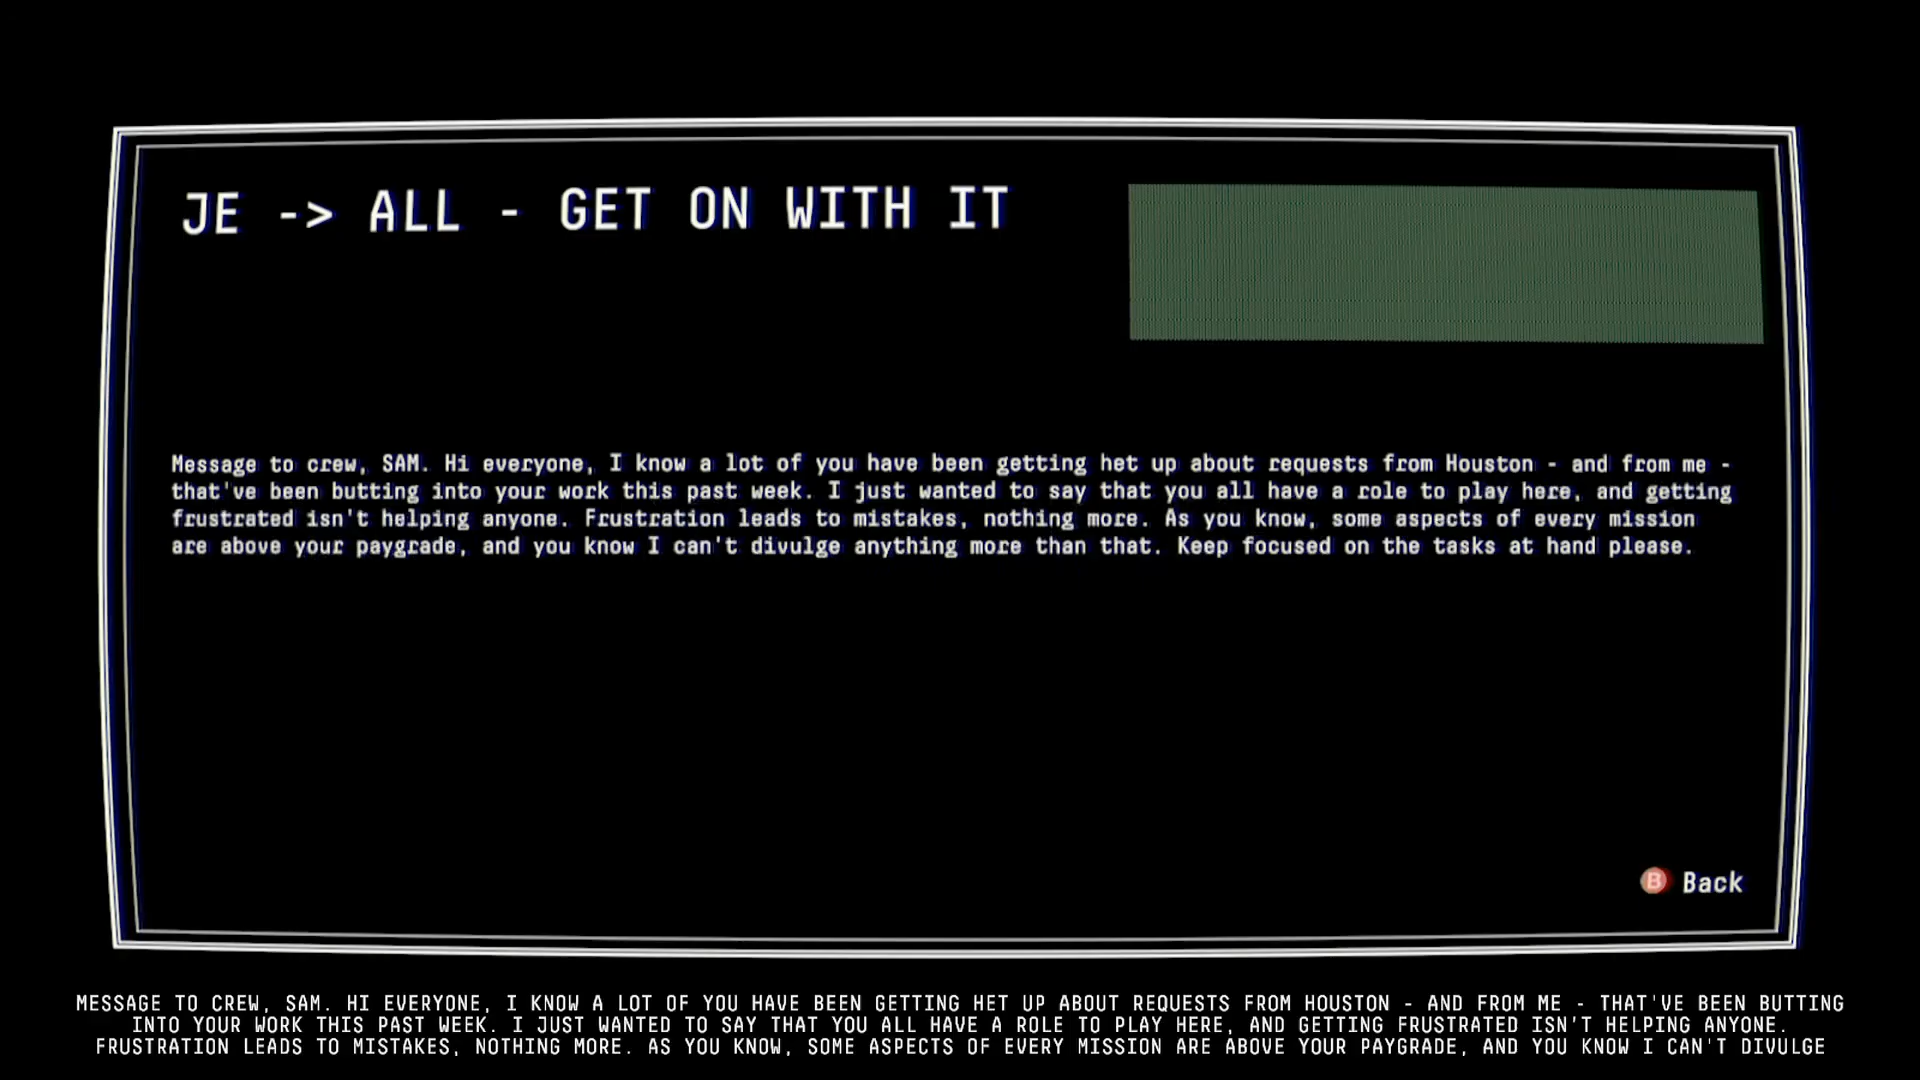 JE -> ALL - GET ON WITH IT
Message to crew, SAM. Hi everyone, I know a lot of you have been getting het up about requests from Houston - and from me -
that've been butting into your work this past week. I just wanted to say that you all have a role to play here, and getting
frustrated isn't helping anyone. Frustration leads to mistakes, nothing more. As you know, some aspects of every mission
are above your paygrade, and you know I can't divulge anything more than that. Keep focused on the tasks at hand please.
B Back
MESSAGE TO CREW, SAM. HI EVERYONE, I KNOW A LOT OF YOU HAVE BEEN GETTING HET UP ABOUT REQUESTS FROM HOUSTON - AND FROM ME - THAT'VE BEEN BUTTING
INTO YOUR WORK THIS PAST WEEK. I JUST WANTED TO SAY THAT YOU ALL HAVE A ROLE TO PLAY HERE, AND GETTING FRUSTRATED ISN'T HELPING ANYONE.
FRUSTRATION LEADS TO MISTAKES, NOTHING MORE. AS YOU KNOW, SOME ASPECTS OF EVERY MISSION ARE ABOVE YOUR PAYGRADE, AND YOU KNOW I CAN'T DIVULGE